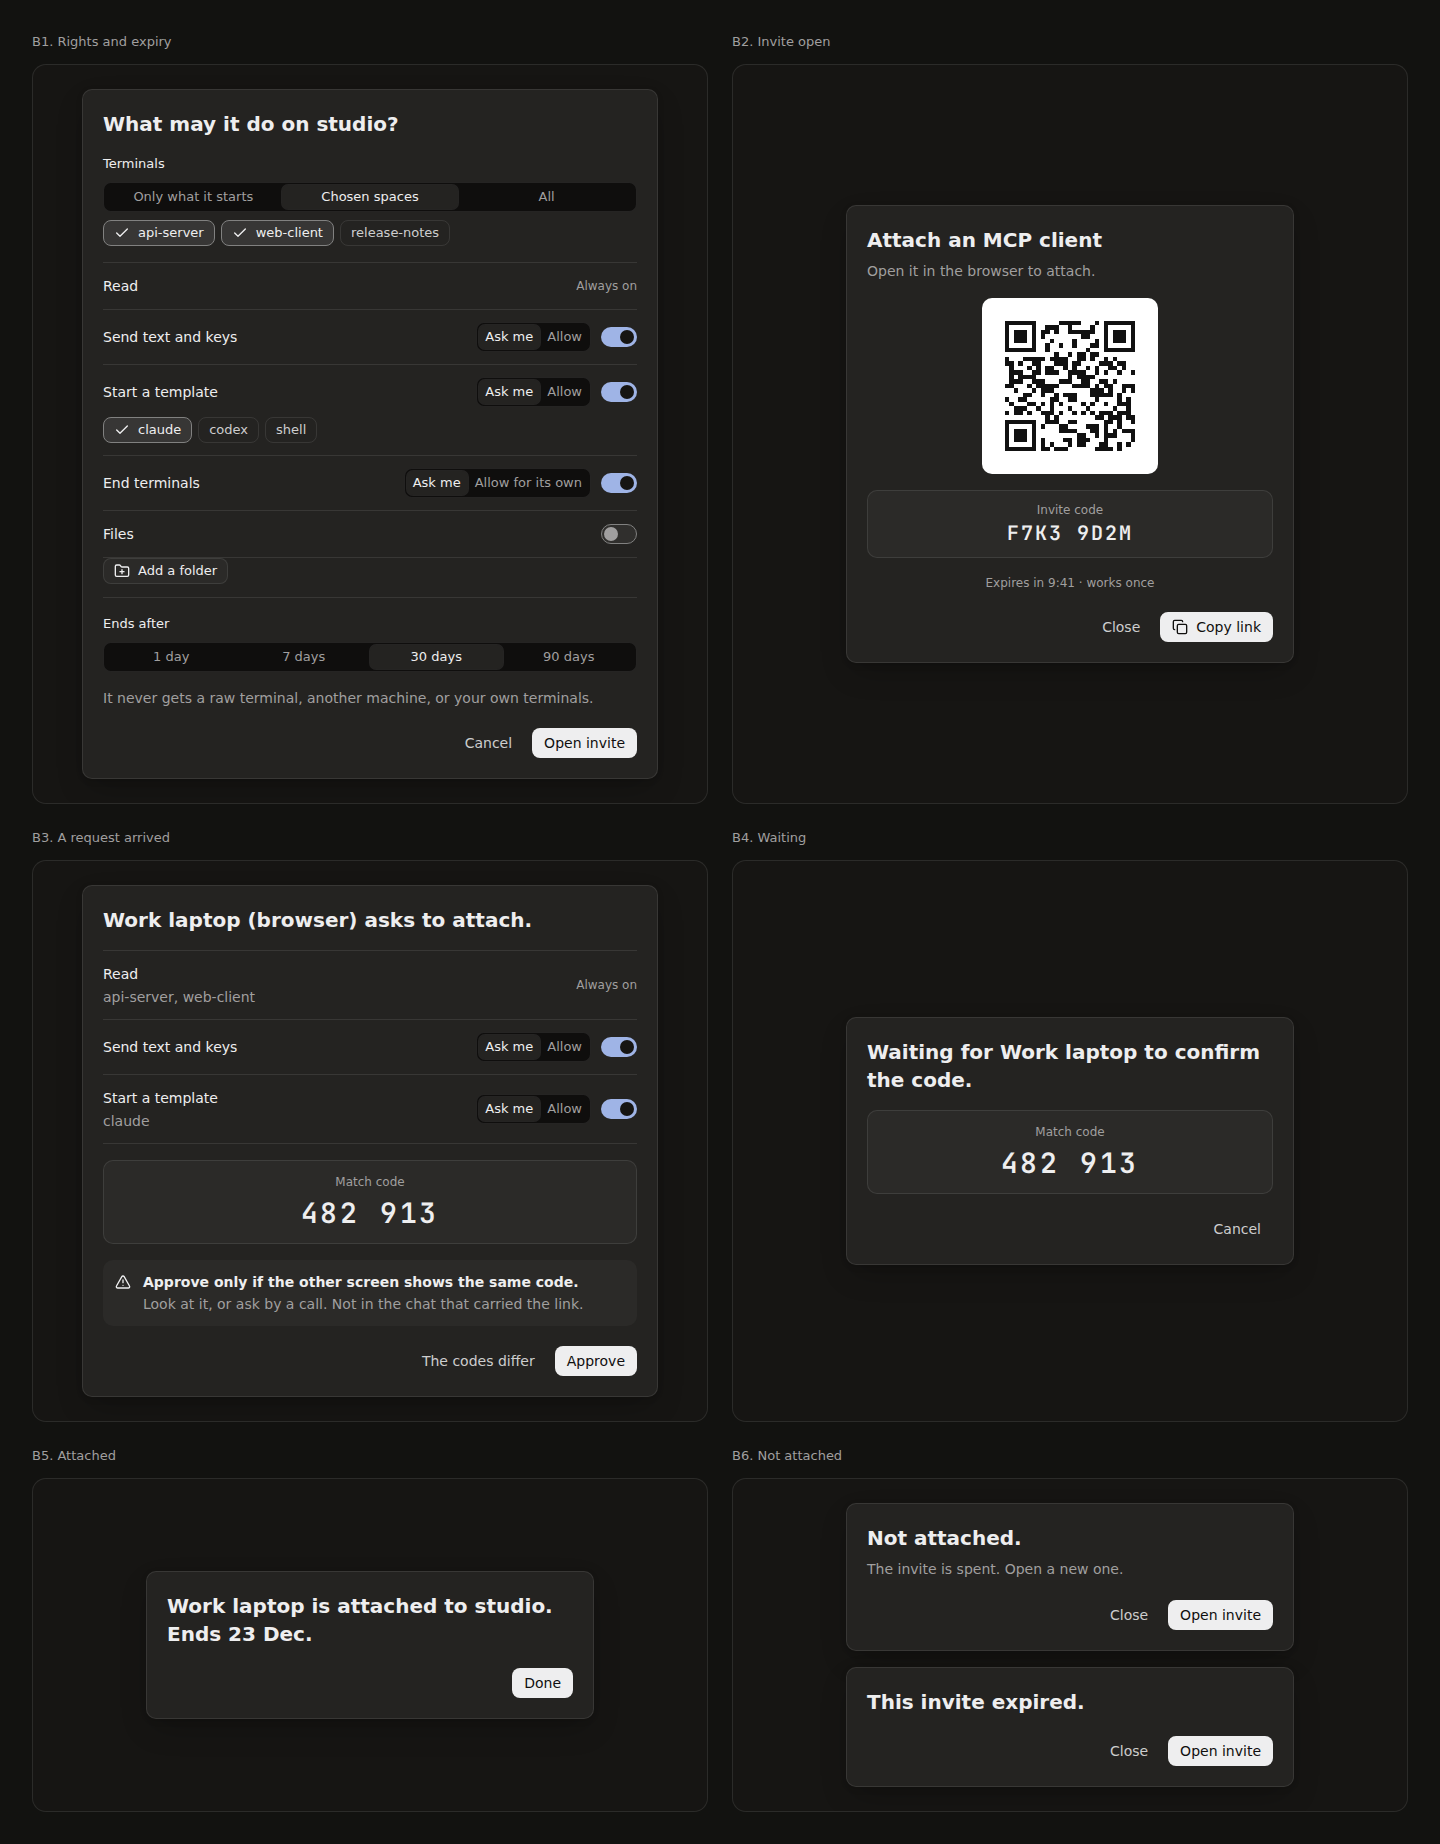 B1. Rights and expiry
What may it do on studio?
Terminals
Only what it starts Chosen spaces All
api-server web-client release-notes
Read Always on
Send text and keys Ask me Allow
Start a template Ask me Allow
claude codex shell
End terminals Ask me Allow for its own
Files
Add a folder
Ends after
1 day 7 days 30 days 90 days
It never gets a raw terminal, another machine, or your own terminals.
Cancel Open invite
B2. Invite open
Attach an MCP client
Open it in the browser to attach.
Invite code
F7K3 9D2M
Expires in 9:41 · works once
Close Copy link
B3. A request arrived
Work laptop (browser) asks to attach.
Read
api-server, web-client
Always on
Send text and keys Ask me Allow
Start a template
claude
Ask me Allow
Match code
482 913
Approve only if the other screen shows the same code.
Look at it, or ask by a call. Not in the chat that carried the link.
The codes differ Approve
B4. Waiting
Waiting for Work laptop to confirm
the code.
Match code
482 913
Cancel
B5. Attached
Work laptop is attached to studio.
Ends 23 Dec.
Done
B6. Not attached
Not attached.
The invite is spent. Open a new one.
Close Open invite
This invite expired.
Close Open invite